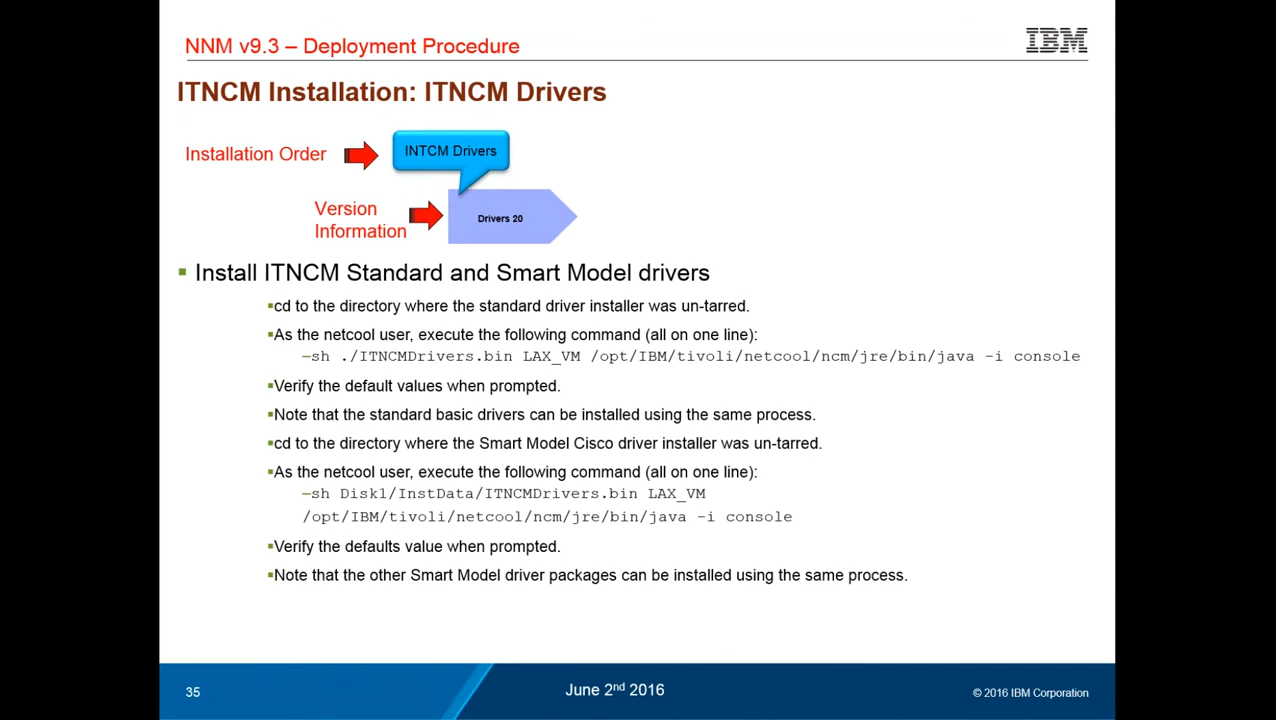 NNM v9.3 – Deployment Procedure
IBM
ITNCM Installation: ITNCM Drivers
Installation Order
INTCM Drivers
Version
Information
Drivers 20
▪ Install ITNCM Standard and Smart Model drivers
▪cd to the directory where the standard driver installer was un-tarred.
▪As the netcool user, execute the following command (all on one line):
–sh ./ITNCMDrivers.bin LAX_VM /opt/IBM/tivoli/netcool/ncm/jre/bin/java –i console
▪Verify the default values when prompted.
▪Note that the standard basic drivers can be installed using the same process.
▪cd to the directory where the Smart Model Cisco driver installer was un-tarred.
▪As the netcool user, execute the following command (all on one line):
–sh Disk1/InstData/ITNCMDrivers.bin LAX_VM
/opt/IBM/tivoli/netcool/ncm/jre/bin/java –i console
▪Verify the defaults value when prompted.
▪Note that the other Smart Model driver packages can be installed using the same process.
35
June 2nd 2016
© 2016 IBM Corporation